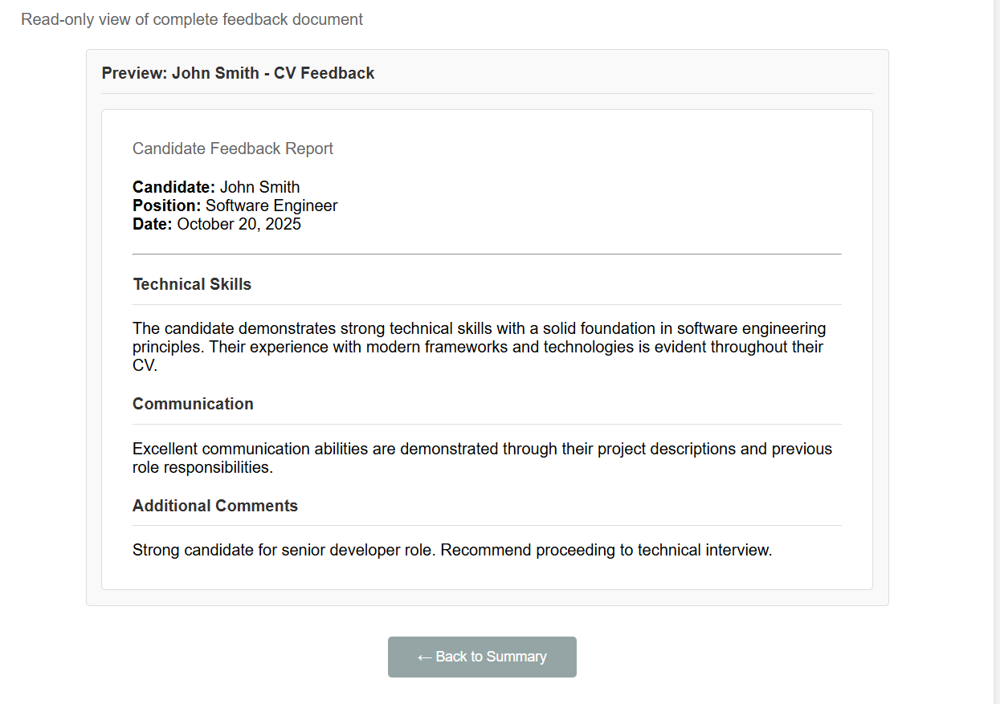 Read-only view of complete feedback document
Preview: John Smith - CV Feedback
Candidate Feedback Report
Candidate: John Smith
Position: Software Engineer
Date: October 20, 2025
Technical Skills
The candidate demonstrates strong technical skills with a solid foundation in software engineering
principles. Their experience with modern frameworks and technologies is evident throughout their
CV.
Communication
Excellent communication abilities are demonstrated through their project descriptions and previous
role responsibilities.
Additional Comments
Strong candidate for senior developer role. Recommend proceeding to technical interview.
← Back to Summary